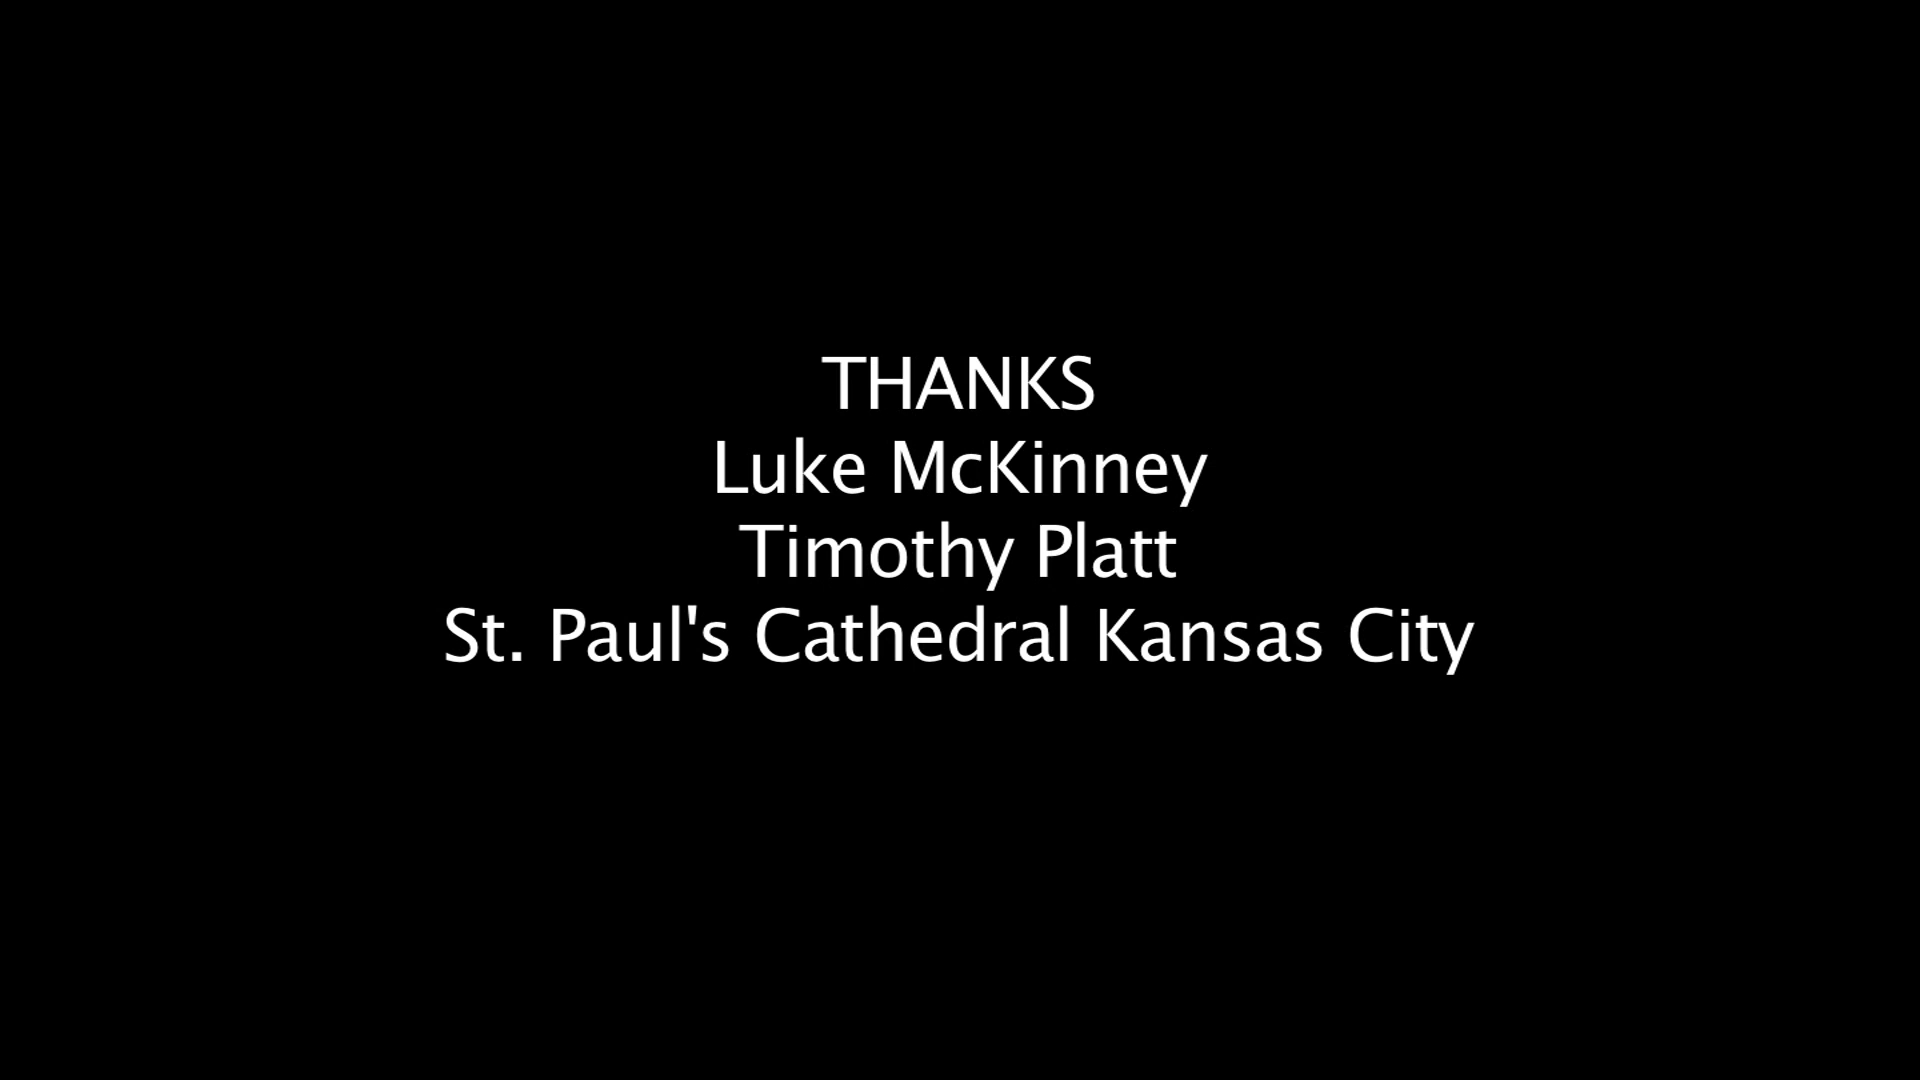 THANKS
Luke McKinney
Timothy Platt
St. Paul's Cathedral Kansas City